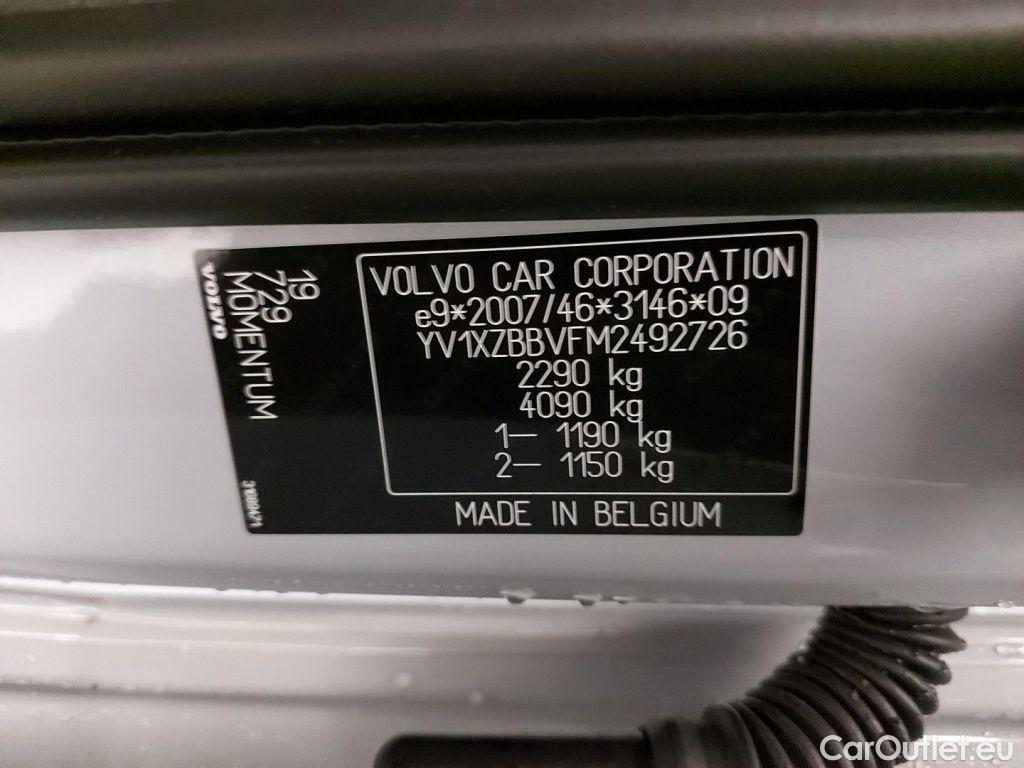 VOLVO CAR CORPORATION
e9*2007/46*3146*09
YV1XZBBVFM2492726
2290 kg
4090 kg
1— 1190 kg
2— 1150 kg
MADE IN BELGIUM
19
729
MOMENTUM
VOLVO
CarOutlet.eu